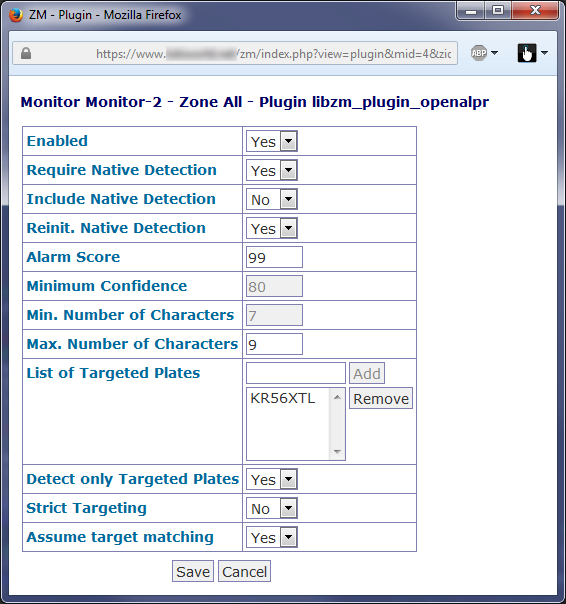 ZM - Plugin - Mozilla Firefox
https://www. /zm/index.php?view=plugin&mid=4&zic
ABP
Monitor Monitor-2 - Zone All - Plugin libzm_plugin_openalpr
Enabled Yes
Require Native Detection Yes
Include Native Detection No
Reinit. Native Detection Yes
Alarm Score 99
Minimum Confidence 80
Min. Number of Characters 7
Max. Number of Characters 9
List of Targeted Plates Add
KR56XTL Remove
Detect only Targeted Plates Yes
Strict Targeting No
Assume target matching Yes
Save Cancel